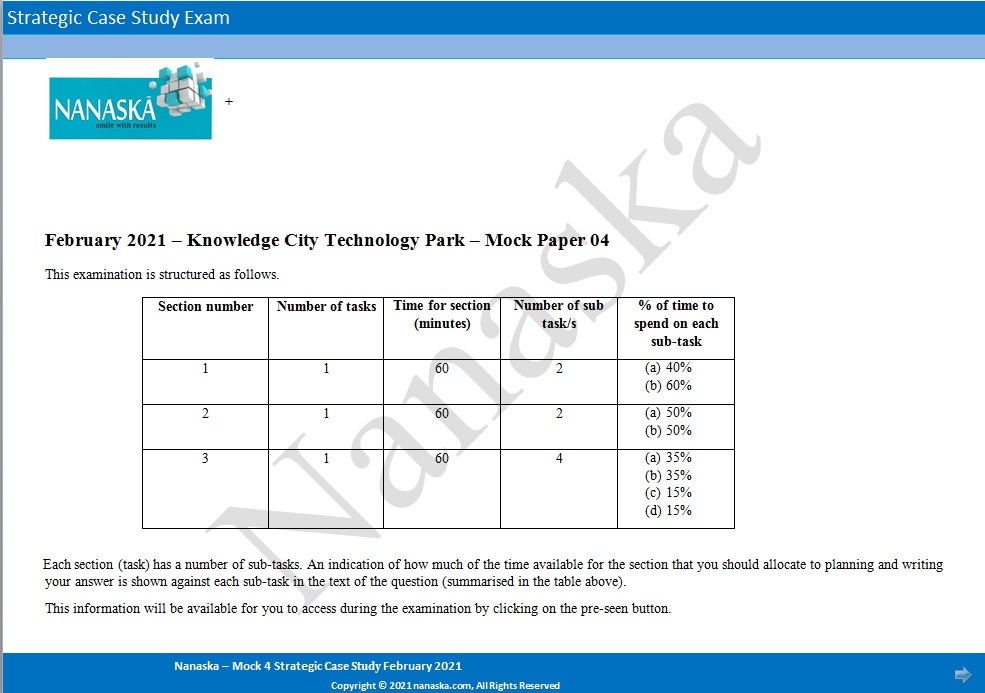 Strategic Case Study Exam
NANASKĀ
smile with results
+
Nanaska
February 2021 – Knowledge City Technology Park – Mock Paper 04
This examination is structured as follows.
Section number Number of tasks Time for section (minutes) Number of sub task/s % of time to spend on each sub-task
1 1 60 2 (a) 40%
(b) 60%
2 1 60 2 (a) 50%
(b) 50%
3 1 60 4 (a) 35%
(b) 35%
(c) 15%
(d) 15%
Each section (task) has a number of sub-tasks. An indication of how much of the time available for the section that you should allocate to planning and writing
your answer is shown against each sub-task in the text of the question (summarised in the table above).
This information will be available for you to access during the examination by clicking on the pre-seen button.
Nanaska – Mock 4 Strategic Case Study February 2021
Copyright © 2021 nanaska.com, All Rights Reserved